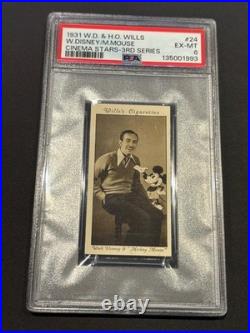 1931 W.D. & H.O. WILLS #24
W.DISNEY/M.MOUSE EX-MT
CINEMA STARS-3RD SERIES 6
PSA 135001993
Wills's Cigarettes
Walt Disney & "Mickey Mouse"